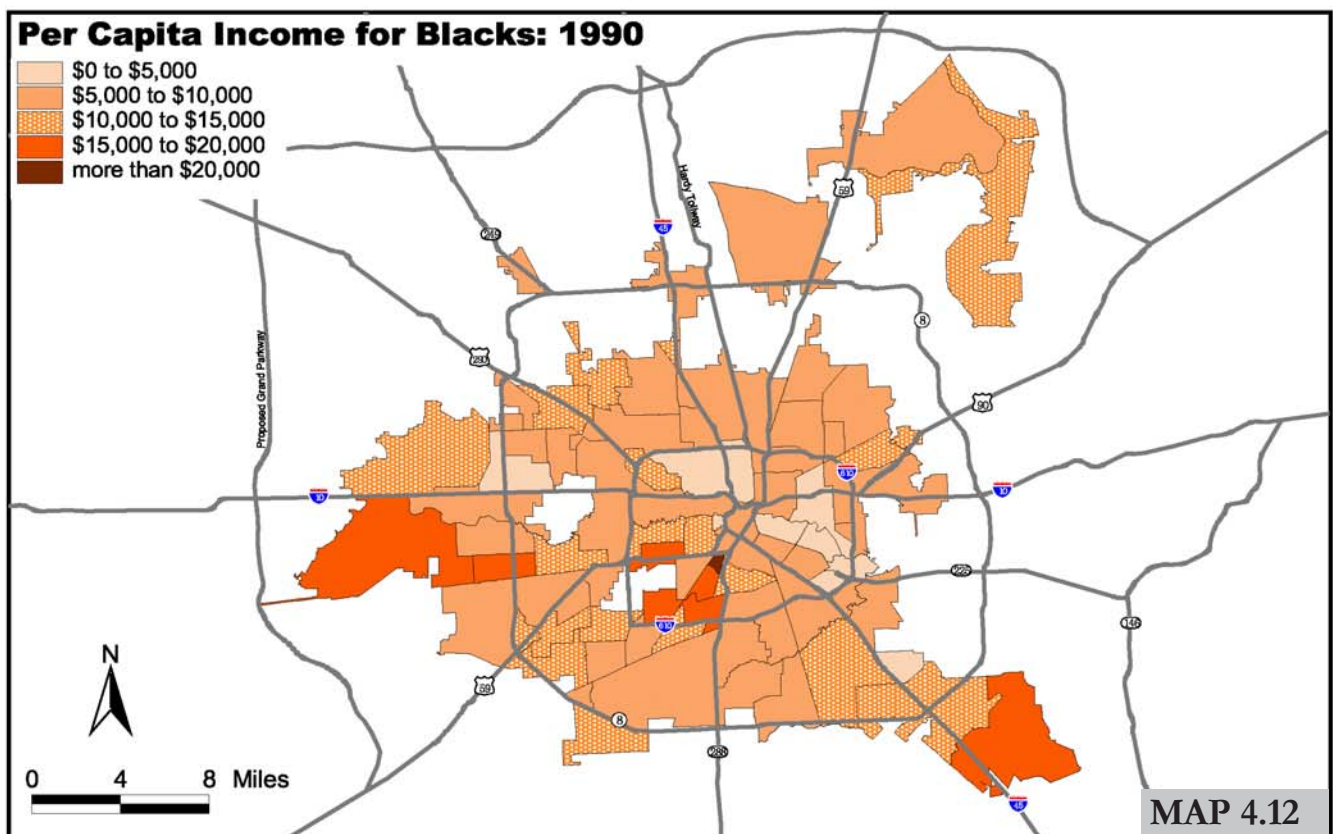 Per Capita Income for Blacks: 1990
$0 to $5,000
$5,000 to $10,000
$10,000 to $15,000
$15,000 to $20,000
more than $20,000
Hardy Tollway
59
45
249
8
290
Proposed Grand Parkway
90
610
10
10
225
146
610
N
59
8
288
0 4 8 Miles
45
MAP 4.12